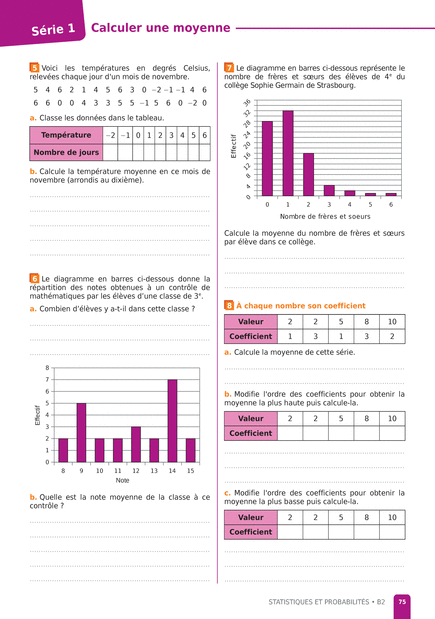 Série 1
Calculer une moyenne
5 Voici les températures en degrés Celsius,
relevées chaque jour d'un mois de novembre.
5 4 6 2 1 4 5 6 3 0 −2 −1 −1 4 6
6 6 0 0 4 3 3 5 5 −1 5 6 0 −2 0
a. Classe les données dans le tableau.
Température −2 −1 0 1 2 3 4 5 6
Nombre de jours
b. Calcule la température moyenne en ce mois de
novembre (arrondis au dixième).
6 Le diagramme en barres ci-dessous donne la
répartition des notes obtenues à un contrôle de
mathématiques par les élèves d'une classe de 3e.
a. Combien d'élèves y a-t-il dans cette classe ?
Effectif
8
7
6
5
4
3
2
1
0
8 9 10 11 12 13 14 15
Note
b. Quelle est la note moyenne de la classe à ce
contrôle ?
7 Le diagramme en barres ci-dessous représente le
nombre de frères et sœurs des élèves de 4e du
collège Sophie Germain de Strasbourg.
Effectif
36
32
28
24
20
16
12
8
4
0
0 1 2 3 4 5 6
Nombre de frères et soeurs
Calcule la moyenne du nombre de frères et sœurs
par élève dans ce collège.
8 À chaque nombre son coefficient
Valeur 2 2 5 8 10
Coefficient 1 3 1 3 2
a. Calcule la moyenne de cette série.
b. Modifie l'ordre des coefficients pour obtenir la
moyenne la plus haute puis calcule-la.
Valeur 2 2 5 8 10
Coefficient
c. Modifie l'ordre des coefficients pour obtenir la
moyenne la plus basse puis calcule-la.
Valeur 2 2 5 8 10
Coefficient
STATISTIQUES ET PROBABILITÉS • B2 75